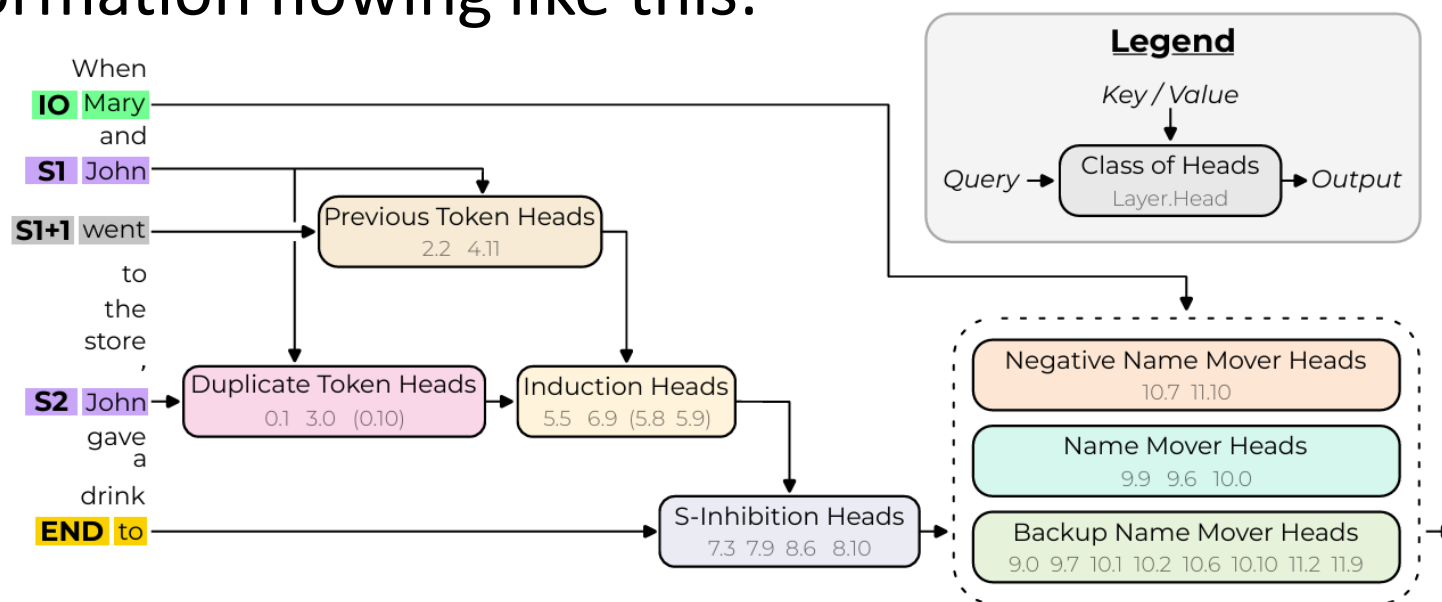 ormation flowing like this:
Legend
Key / Value
Query
Class of Heads
Layer.Head
Output
When
IO Mary
and
S1 John
S1+1 went
to
the
store
,
S2 John
gave
a
drink
END to
Previous Token Heads
2.2 4.11
Duplicate Token Heads
0.1 3.0 (0.10)
Induction Heads
5.5 6.9 (5.8 5.9)
S-Inhibition Heads
7.3 7.9 8.6 8.10
Negative Name Mover Heads
10.7 11.10
Name Mover Heads
9.9 9.6 10.0
Backup Name Mover Heads
9.0 9.7 10.1 10.2 10.6 10.10 11.2 11.9